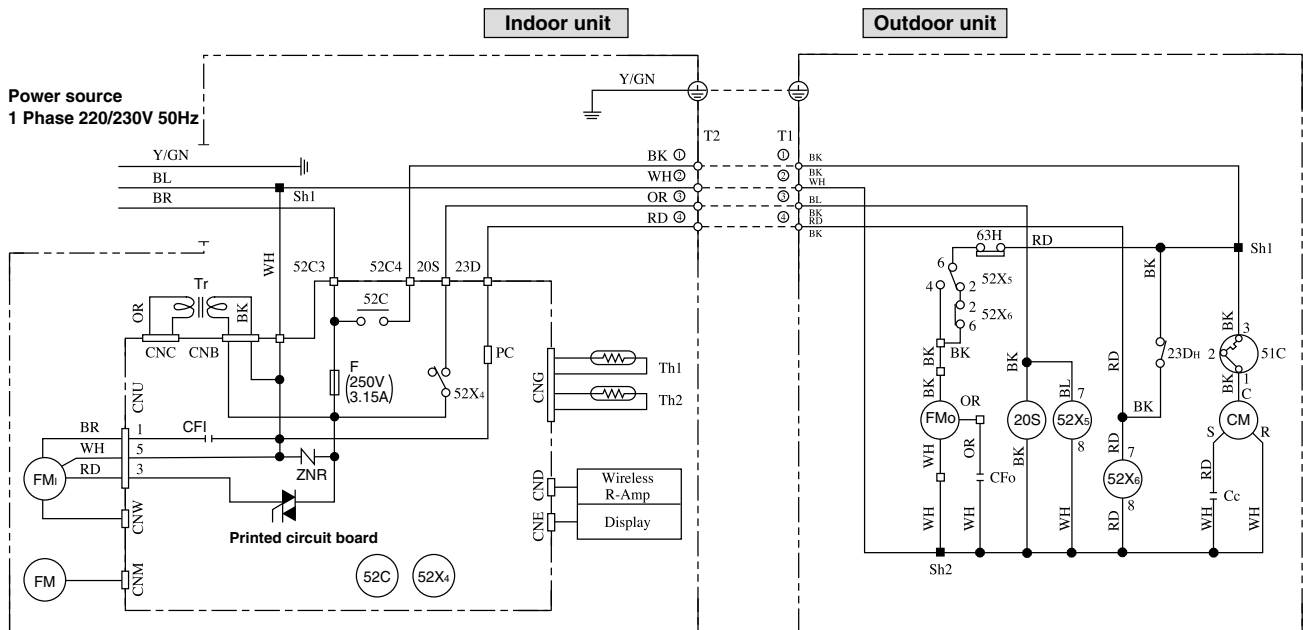 Indoor unit
Outdoor unit
Power source
1 Phase 220/230V 50Hz
Y/GN
Y/GN
BL
BR
Sh1
T2
T1
BK ①
WH ②
OR ③
RD ④
①
②
③
④
BK
BK
WH
BL
BK
RD
BK
WH
52C3
52C4
20S
23D
Tr
OR
BK
CNC
CNB
52C
F
(250V
3.15A)
52X4
PC
CNG
Th1
Th2
CNU
BR
WH
RD
1
5
3
CFI
ZNR
FMI
CNW
FM
CNM
Printed circuit board
52C
52X4
CND
CNE
Wireless
R-Amp
Display
63H
RD
Sh1
6
4
2
52X5
2
6
52X6
BK
BK
BK
BK
23DH
BK
3
2
1
51C
BK
C
CM
S
R
FMO
OR
OR
WH
WH
WH
CFO
BK
20S
BK
BL
7
52X5
8
WH
RD
BK
RD
7
52X6
8
RD
RD
Cc
WH
WH
Sh2